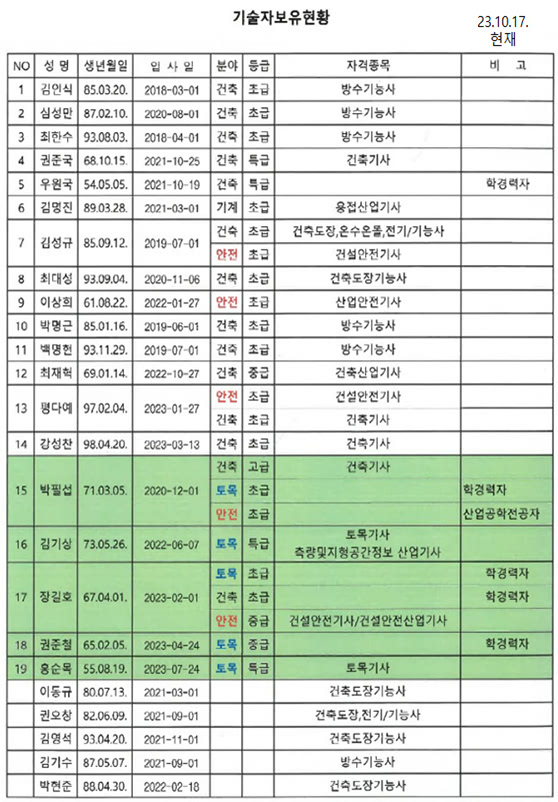 기술자보유현황
23.10.17.
현재
NO 성 명 생년월일 입 사 일 분야 등급 자격종목 비 고
1 김인식 85.03.20. 2018-03-01 건축 초급 방수기능사
2 심성만 87.02.10. 2020-08-01 건축 초급 방수기능사
3 최한수 93.08.03. 2018-04-01 건축 초급 방수기능사
4 권준국 68.10.15. 2021-10-25 건축 특급 건축기사
5 우원국 54.05.05. 2021-10-19 건축 특급 학경력자
6 김명진 89.03.28. 2021-03-01 기계 초급 용접산업기사
7 김성규 85.09.12. 2019-07-01 건축 초급 건축도장,온수온돌,전기/기능사
안전 초급 건설안전기사
8 최대성 93.09.04. 2020-11-06 건축 초급 건축도장기능사
9 이상희 61.08.22. 2022-01-27 안전 초급 산업안전기사
10 박명근 85.01.16. 2019-06-01 건축 초급 방수기능사
11 백명헌 93.11.29. 2019-07-01 건축 초급 방수기능사
12 최재혁 69.01.14. 2022-10-27 건축 중급 건축산업기사
13 평다예 97.02.04. 2023-01-27 안전 초급 건설안전기사
건축 초급 건축기사
14 강성찬 98.04.20. 2023-03-13 건축 초급 건축기사
15 박필섭 71.03.05. 2020-12-01 건축 고급 건축기사
토목 초급 학경력자
안전 초급 산업공학전공자
16 김기상 73.05.26. 2022-06-07 토목 특급 토목기사
측량및지형공간정보 산업기사
17 장길호 67.04.01. 2023-02-01 토목 초급 학경력자
건축 초급 학경력자
안전 중급 건설안전기사/건설안전산업기사
18 권준철 65.02.05. 2023-04-24 토목 중급 학경력자
19 홍순목 55.08.19. 2023-07-24 토목 특급 토목기사
이동규 80.07.13. 2021-03-01 건축도장기능사
권오창 82.06.09. 2021-09-01 건축도장,전기/기능사
김영석 93.04.20. 2021-11-01 건축도장기능사
김기수 87.05.07. 2021-09-01 방수기능사
박현준 88.04.30. 2022-02-18 건축도장기능사